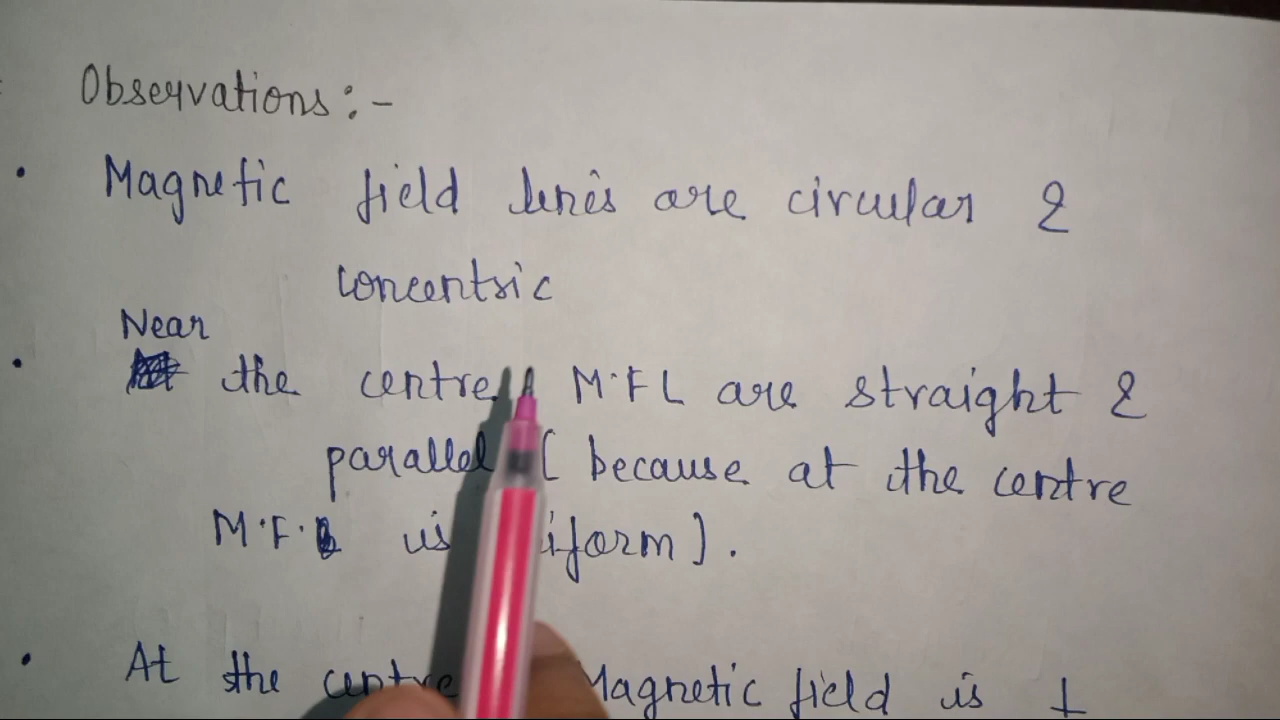 Observations:-
• Magnetic field lines are circular &
concentric
Near
• the centre M.F.L are straight &
parallel [ because at the centre
M.F. is iform].
• At the centre Magnetic field is ⊥